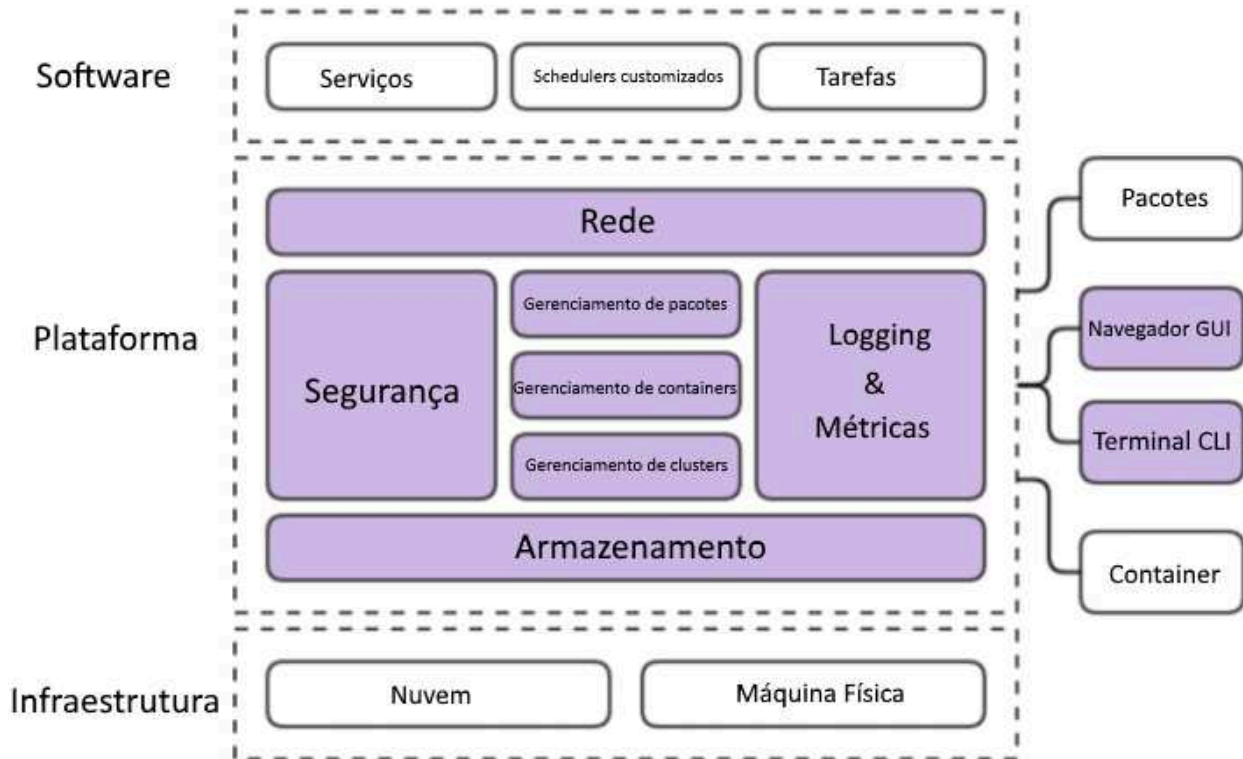 Software
Serviços
Schedulers customizados
Tarefas
Plataforma
Rede
Segurança
Gerenciamento de pacotes
Gerenciamento de containers
Gerenciamento de clusters
Logging
&
Métricas
Armazenamento
Pacotes
Navegador GUI
Terminal CLI
Container
Infraestrutura
Nuvem
Máquina Física